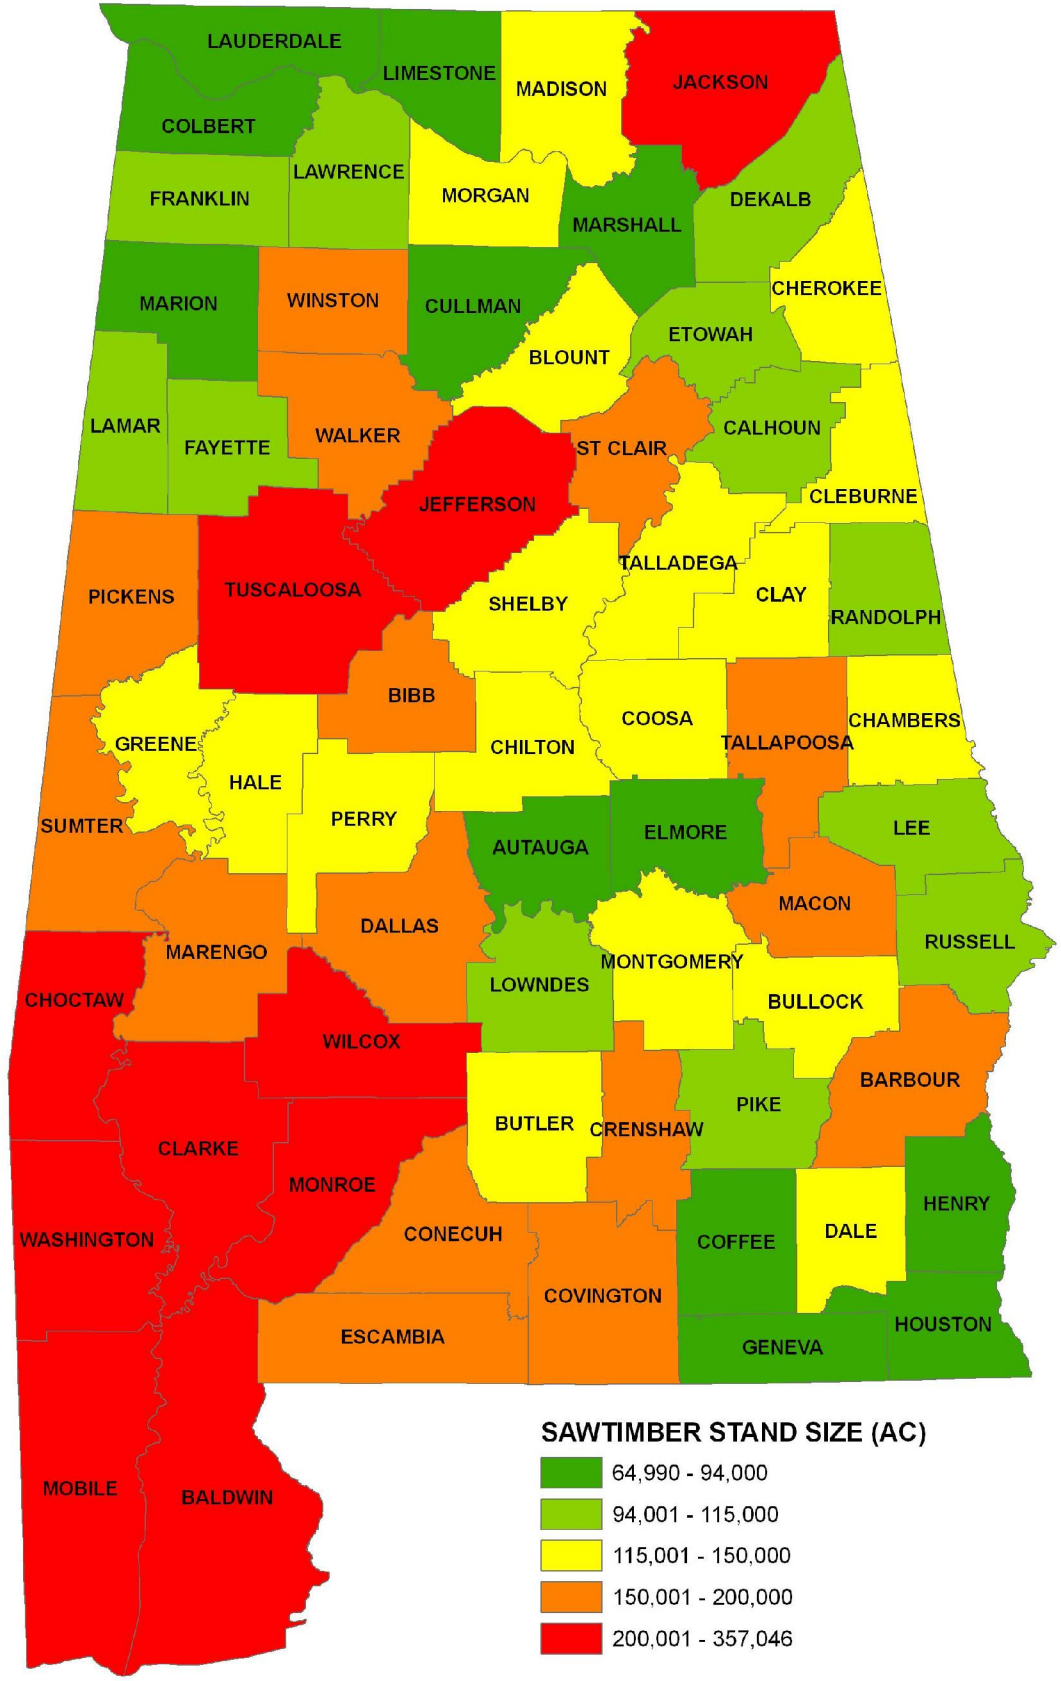 LAUDERDALE
LIMESTONE
MADISON
JACKSON
COLBERT
LAWRENCE
FRANKLIN
MORGAN
DEKALB
MARSHALL
CHEROKEE
MARION
WINSTON
CULLMAN
ETOWAH
BLOUNT
LAMAR
CALHOUN
WALKER
FAYETTE
ST CLAIR
CLEBURNE
JEFFERSON
TALLADEGA
TUSCALOOSA
CLAY
PICKENS
SHELBY
RANDOLPH
BIBB
COOSA
CHAMBERS
TALLAPOOSA
GREENE
CHILTON
HALE
PERRY
SUMTER
LEE
ELMORE
AUTAUGA
MACON
DALLAS
RUSSELL
MARENGO
MONTGOMERY
LOWNDES
CHOCTAW
BULLOCK
WILCOX
BARBOUR
PIKE
BUTLER
CRENSHAW
CLARKE
MONROE
HENRY
DALE
CONECUH
WASHINGTON
COFFEE
COVINGTON
HOUSTON
ESCAMBIA
GENEVA
MOBILE
BALDWIN
SAWTIMBER STAND SIZE (AC)
64,990 - 94,000
94,001 - 115,000
115,001 - 150,000
150,001 - 200,000
200,001 - 357,046